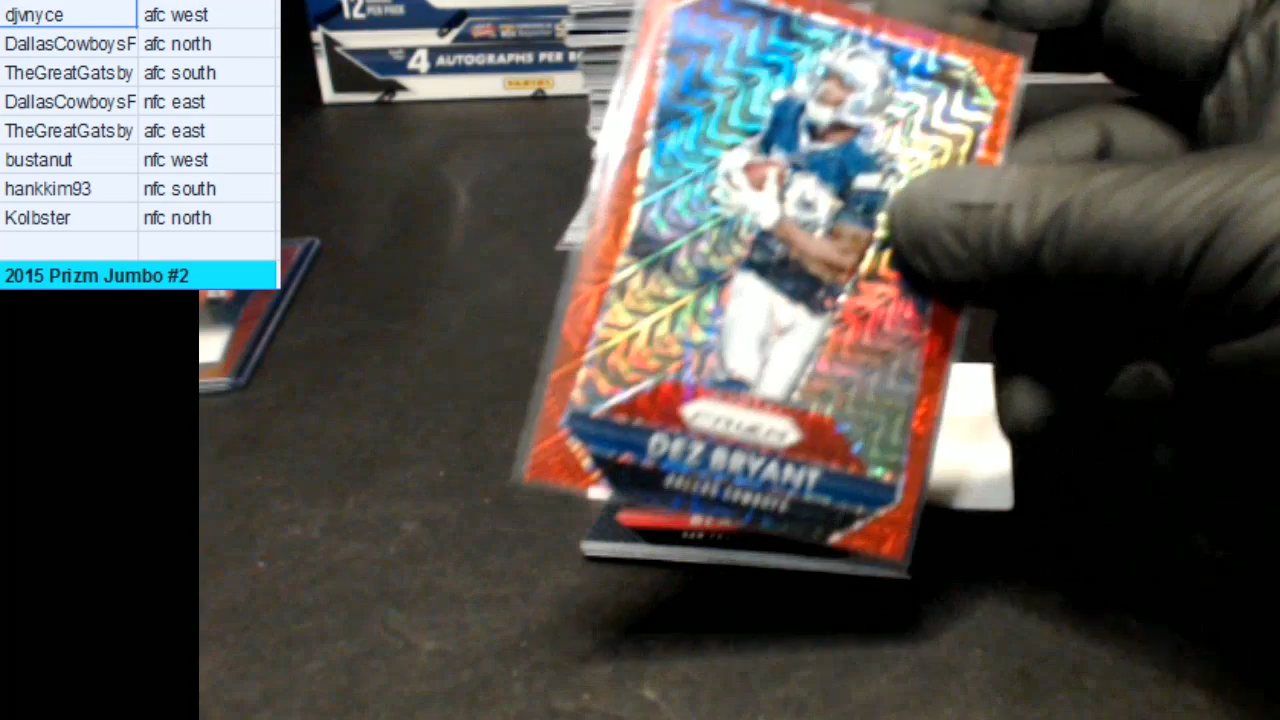 djvnyce afc west
DallasCowboysF afc north
TheGreatGatsby afc south
DallasCowboysF nfc east
TheGreatGatsby afc east
bustanut nfc west
hankkim93 nfc south
Kolbster nfc north
2015 Prizm Jumbo #2
12
PER PACK
4 AUTOGRAPHS PER
PANINI
PRIZM
DEZ BRYANT
DALLAS COWBOYS